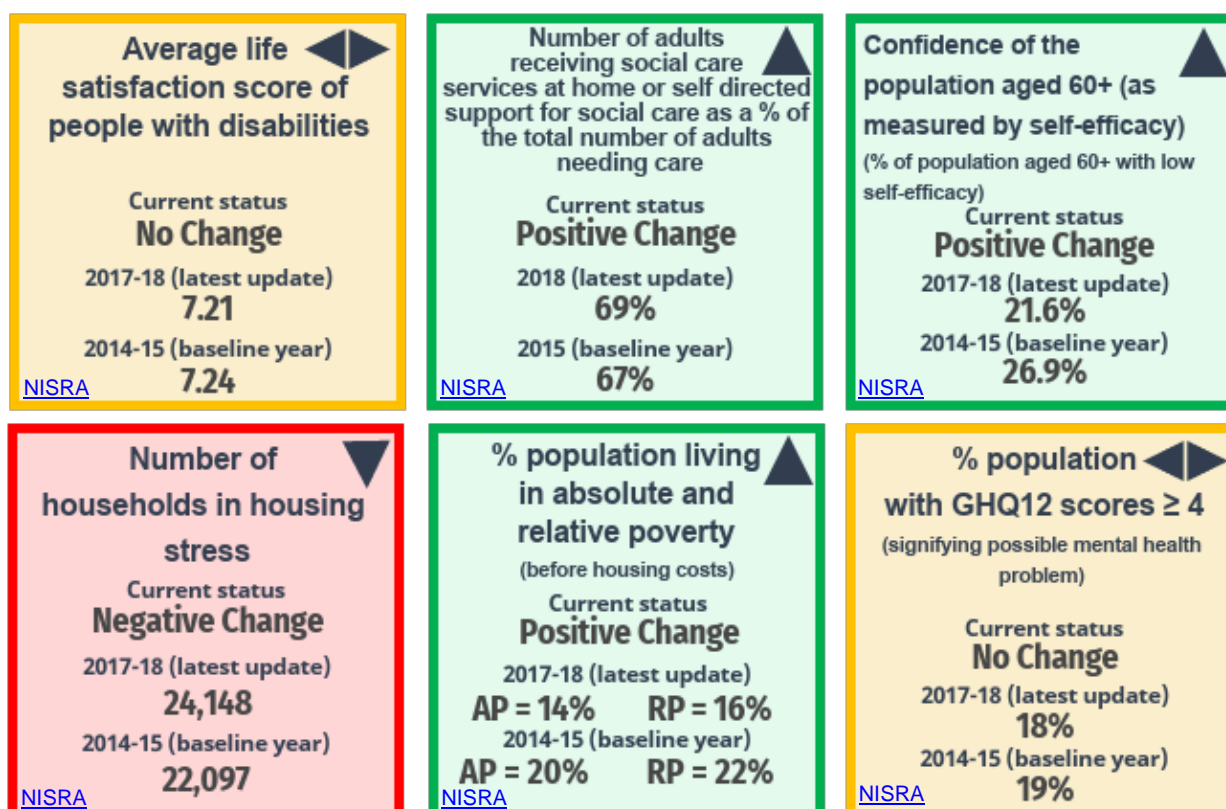 Average life
satisfaction score of
people with disabilities
Current status
No Change
2017-18 (latest update)
7.21
2014-15 (baseline year)
7.24
NISRA
Number of adults
receiving social care
services at home or self directed
support for social care as a % of
the total number of adults
needing care
Current status
Positive Change
2018 (latest update)
69%
2015 (baseline year)
67%
NISRA
Confidence of the
population aged 60+ (as
measured by self-efficacy)
(% of population aged 60+ with low
self-efficacy)
Current status
Positive Change
2017-18 (latest update)
21.6%
2014-15 (baseline year)
26.9%
NISRA
Number of
households in housing
stress
Current status
Negative Change
2017-18 (latest update)
24,148
2014-15 (baseline year)
22,097
NISRA
% population living
in absolute and
relative poverty
(before housing costs)
Current status
Positive Change
2017-18 (latest update)
AP = 14% RP = 16%
2014-15 (baseline year)
AP = 20% RP = 22%
NISRA
% population
with GHQ12 scores ≥ 4
(signifying possible mental health
problem)
Current status
No Change
2017-18 (latest update)
18%
2014-15 (baseline year)
19%
NISRA